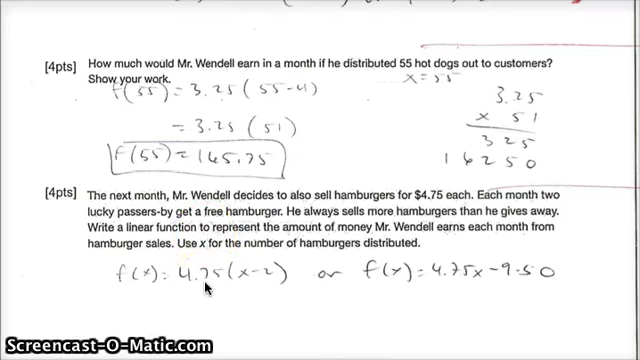 [4pts] How much would Mr. Wendell earn in a month if he distributed 55 hot dogs out to customers?
Show your work.
x=55
f(55)=3.25(55-4)
3.25
x 51
= 3.25(51)
325
16250
f(55)=165.75
[4pts] The next month, Mr. Wendell decides to also sell hamburgers for $4.75 each. Each month two
lucky passers-by get a free hamburger. He always sells more hamburgers than he gives away.
Write a linear function to represent the amount of money Mr. Wendell earns each month from
hamburger sales. Use x for the number of hamburgers distributed.
f(x)= 4.75(x-2) or f(x)=4.75x-9.50
Screencast-O-Matic.com